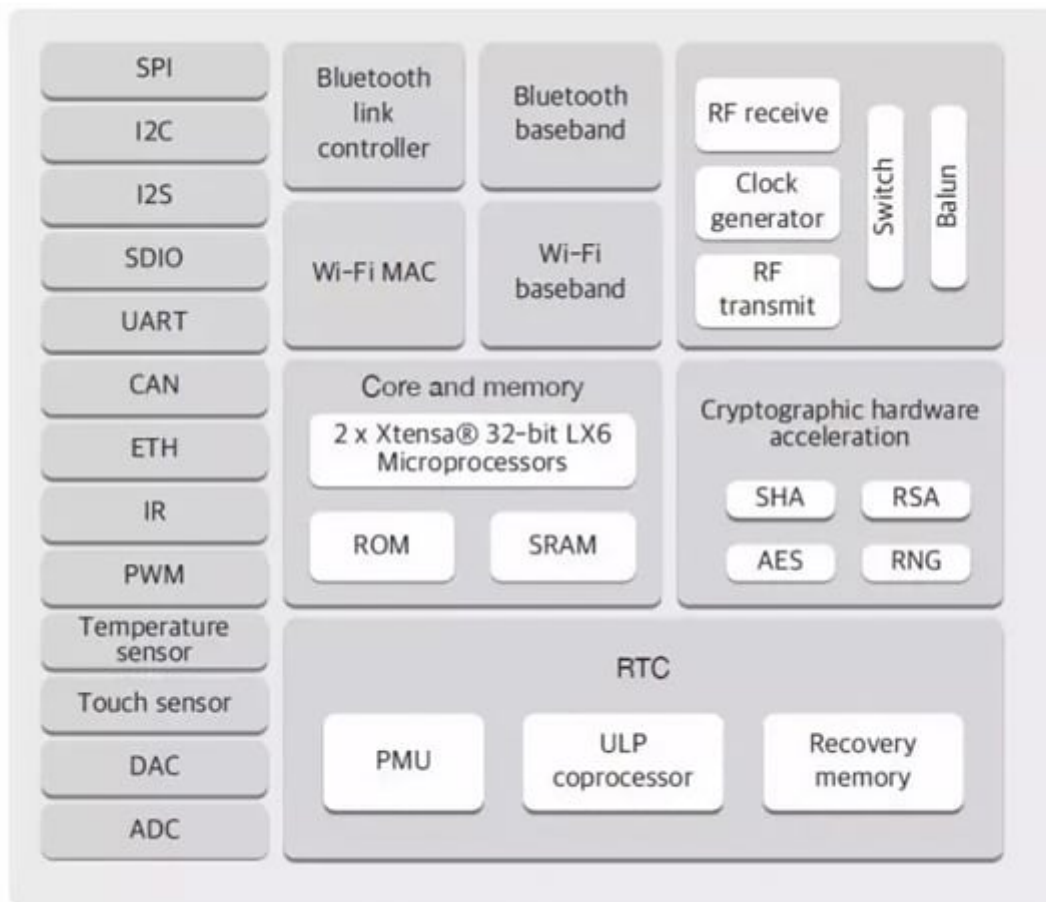 SPI
I2C
I2S
SDIO
UART
CAN
ETH
IR
PWM
Temperature
sensor
Touch sensor
DAC
ADC
Bluetooth
link
controller
Bluetooth
baseband
Wi-Fi MAC
Wi-Fi
baseband
RF receive
Clock
generator
RF
transmit
Switch
Balun
Core and memory
2 x Xtensa® 32-bit LX6
Microprocessors
ROM
SRAM
Cryptographic hardware
acceleration
SHA
RSA
AES
RNG
RTC
PMU
ULP
coprocessor
Recovery
memory